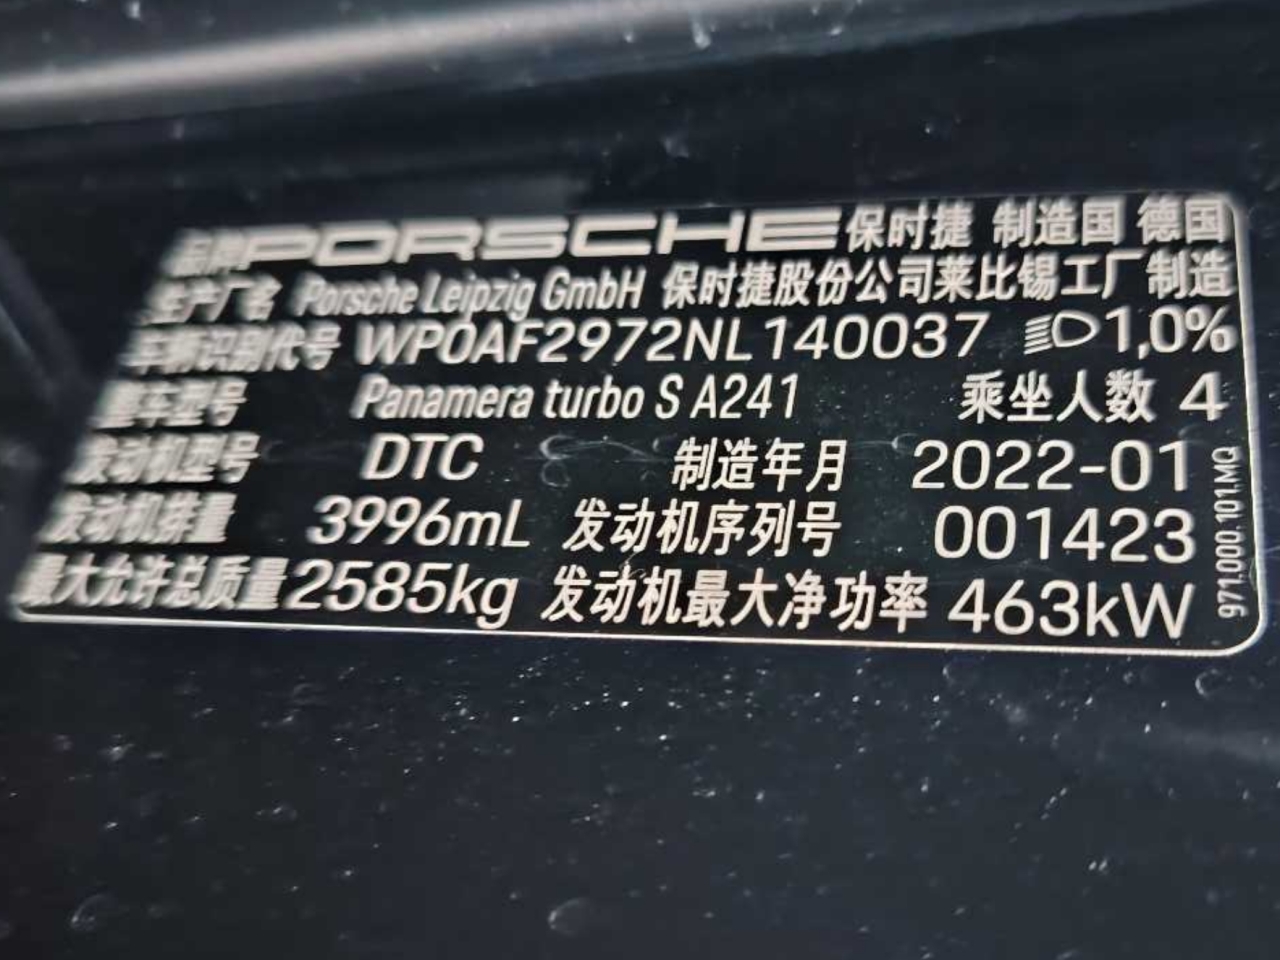 品牌 PORSCHE 保时捷 制造国 德国
生产厂名 Porsche Leipzig GmbH 保时捷股份公司莱比锡工厂制造
车辆识别代号 WP0AF2972NL140037 1,0%
整车型号 Panamera turbo S A241 乘坐人数 4
发动机型号 DTC 制造年月 2022-01
发动机排量 3996mL 发动机序列号 001423
最大允许总质量 2585kg 发动机最大净功率 463kW
971.000.101.MQ